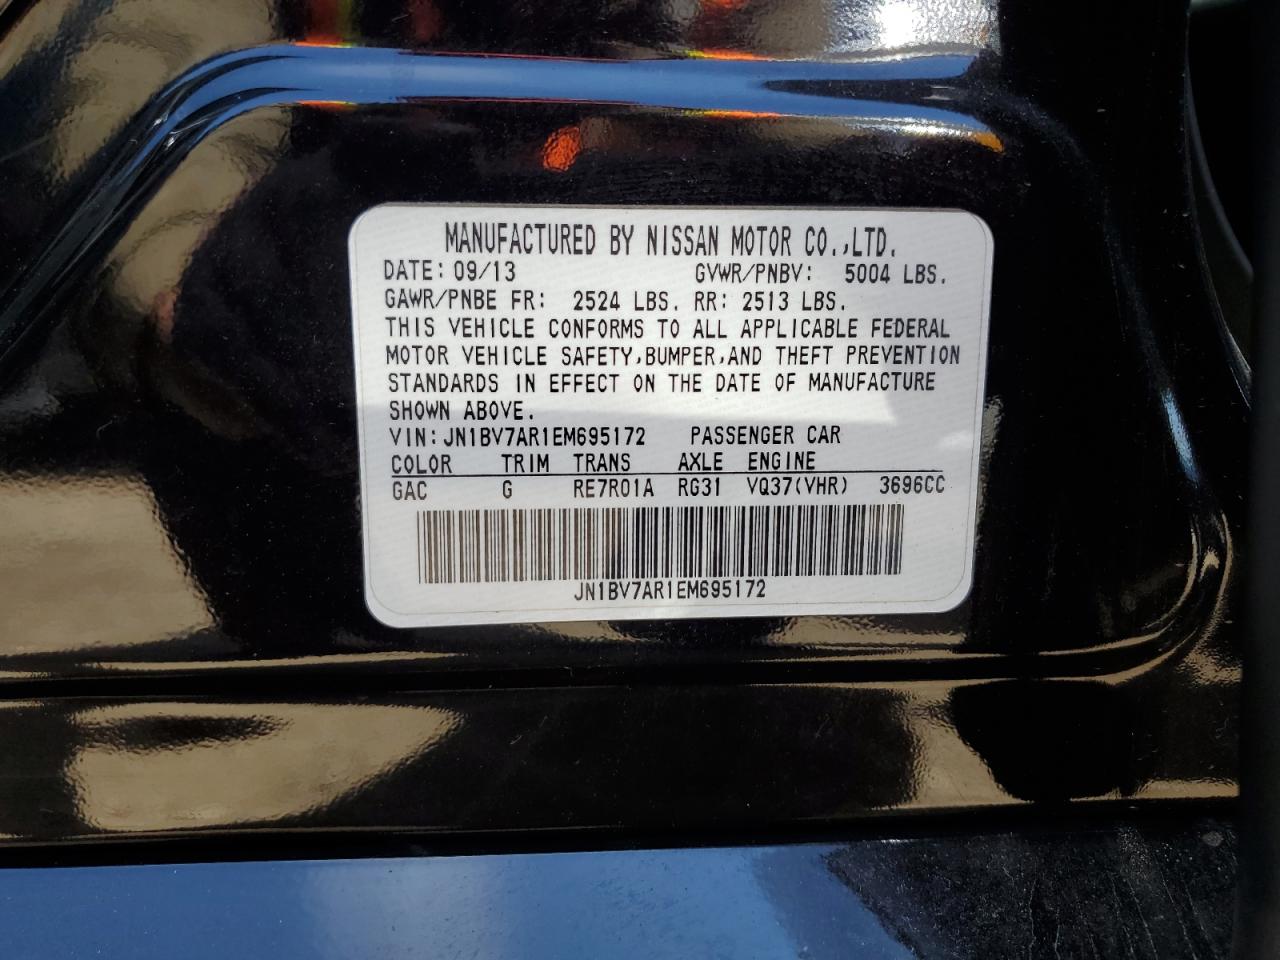 MANUFACTURED BY NISSAN MOTOR CO.,LTD.
DATE: 09/13 GVWR/PNBV: 5004 LBS.
GAWR/PNBE FR: 2524 LBS. RR: 2513 LBS.
THIS VEHICLE CONFORMS TO ALL APPLICABLE FEDERAL
MOTOR VEHICLE SAFETY,BUMPER,AND THEFT PREVENTION
STANDARDS IN EFFECT ON THE DATE OF MANUFACTURE
SHOWN ABOVE.
VIN:JN1BV7AR1EM695172 PASSENGER CAR
COLOR TRIM TRANS AXLE ENGINE
GAC G RE7R01A RG31 VQ37(VHR) 3696CC
JN1BV7AR1EM695172